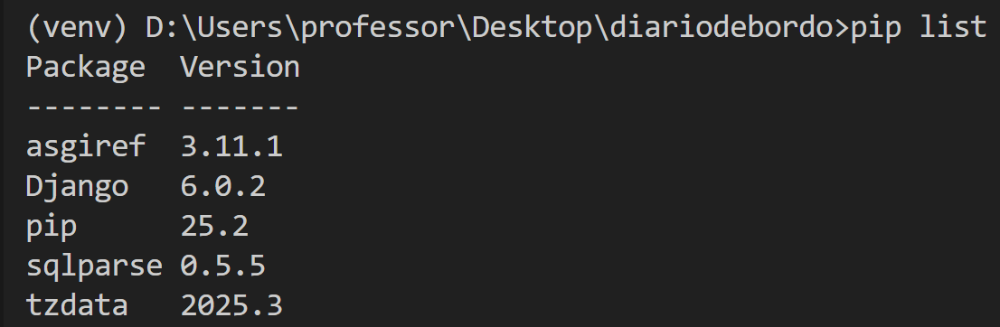 (venv) D:\Users\professor\Desktop\diariodebordo>pip list
Package  Version
-------- -------
asgiref  3.11.1
Django   6.0.2
pip      25.2
sqlparse 0.5.5
tzdata   2025.3